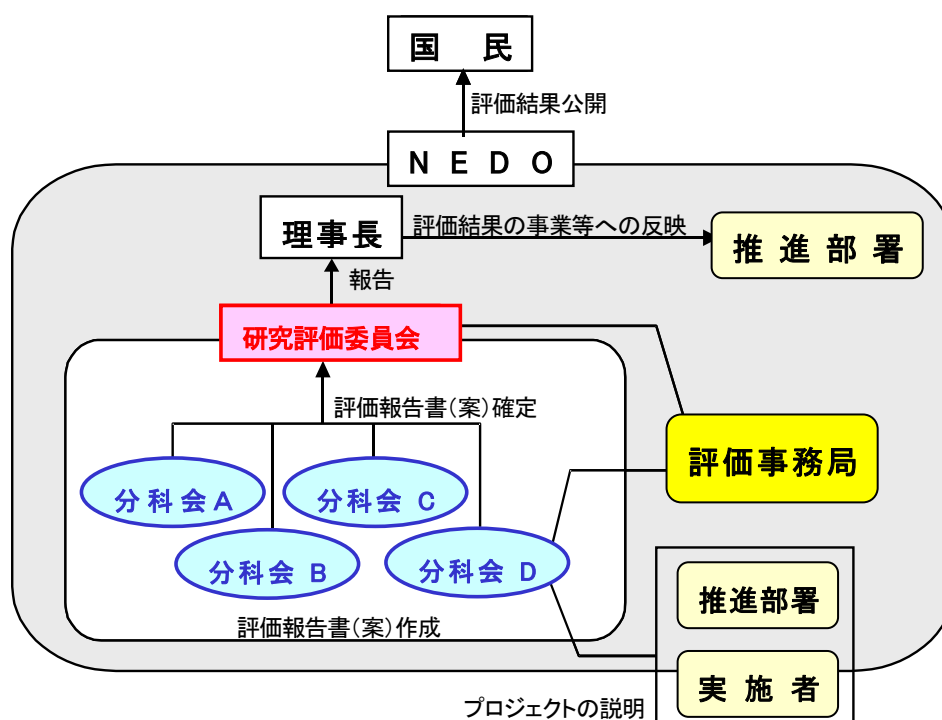 国　民
評価結果公開
ＮＥＤＯ
理事長
評価結果の事業等への反映
推進部署
報告
研究評価委員会
評価報告書（案）確定
評価事務局
分科会A
分科会 C
分科会 B
分科会 D
推進部署
評価報告書（案）作成
実施者
プロジェクトの説明